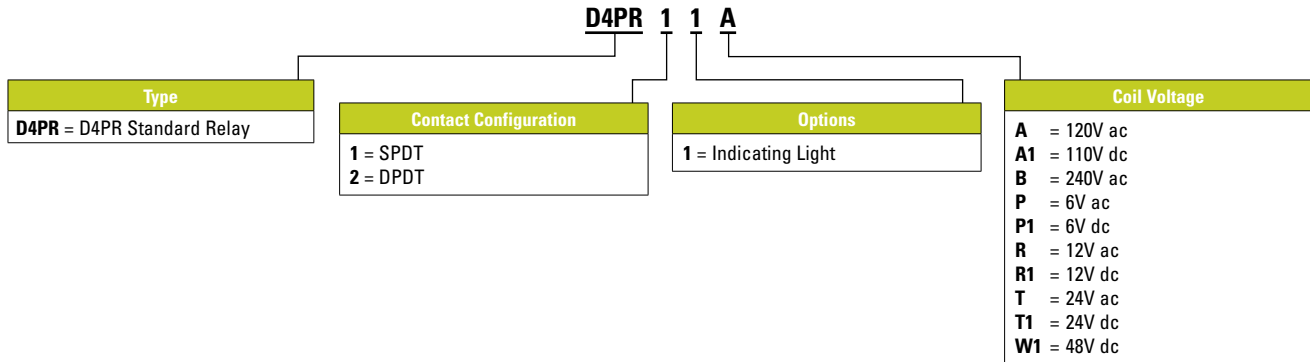 D4PR 1 1 A
Type
D4PR = D4PR Standard Relay
Contact Configuration
1 = SPDT
2 = DPDT
Options
1 = Indicating Light
Coil Voltage
A = 120V ac
A1 = 110V dc
B = 240V ac
P = 6V ac
P1 = 6V dc
R = 12V ac
R1 = 12V dc
T = 24V ac
T1 = 24V dc
W1 = 48V dc